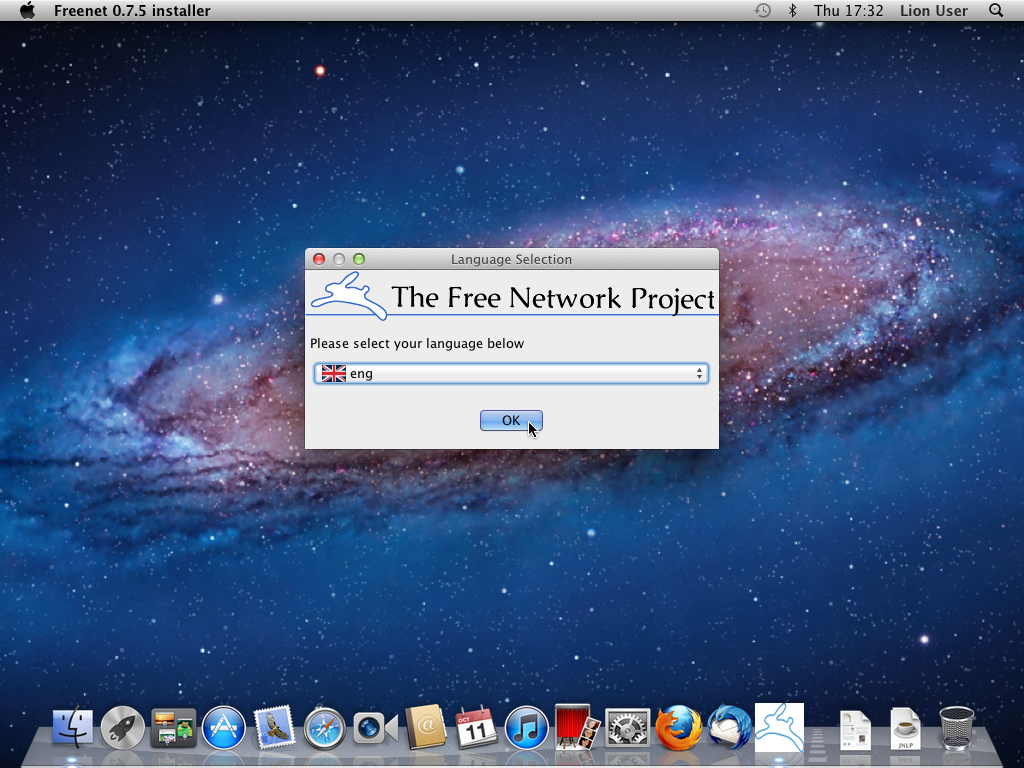 Freenet 0.7.5 installer Thu 17:32 Lion User
Language Selection
The Free Network Project
Please select your language below
eng
OK
OCT
11
JNLP